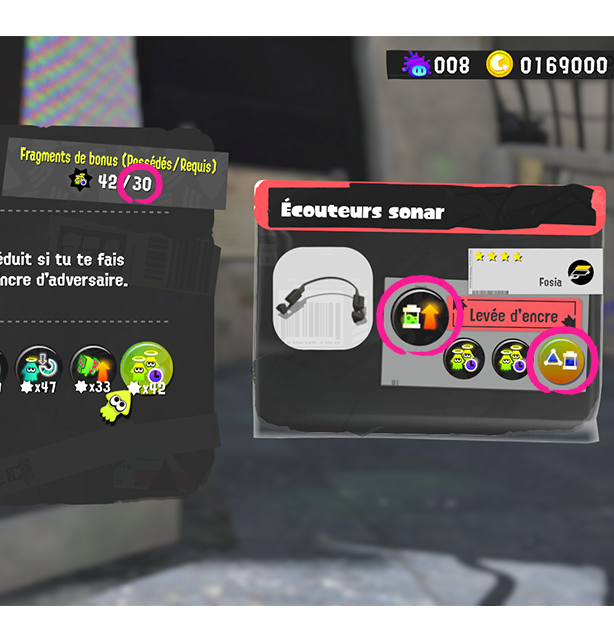 008 0169000
Fragments de bonus (Possédés/Requis)
42/30
Écouteurs sonar
éduit si tu te fais
ncre d'adversaire.
Fosia
Levée d'encre
x47 x33 x42